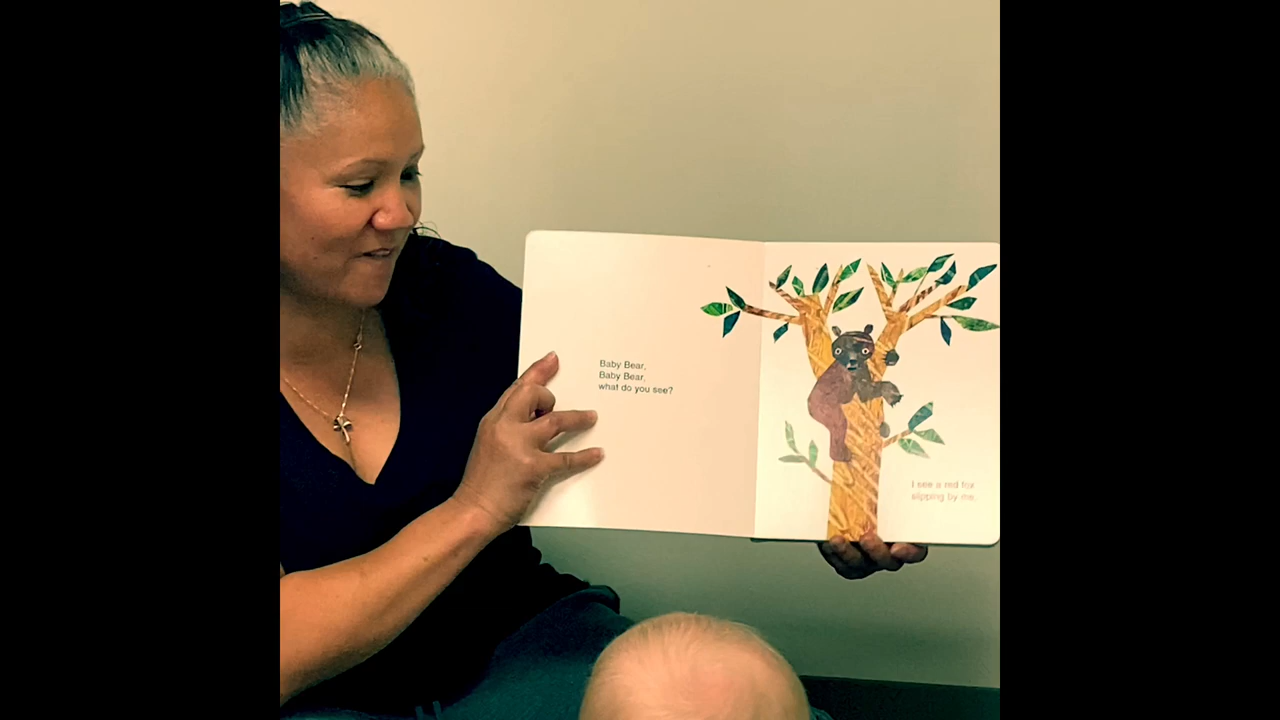 Baby Bear,
Baby Bear,
what do you see?
I see a red fox
slipping by me.